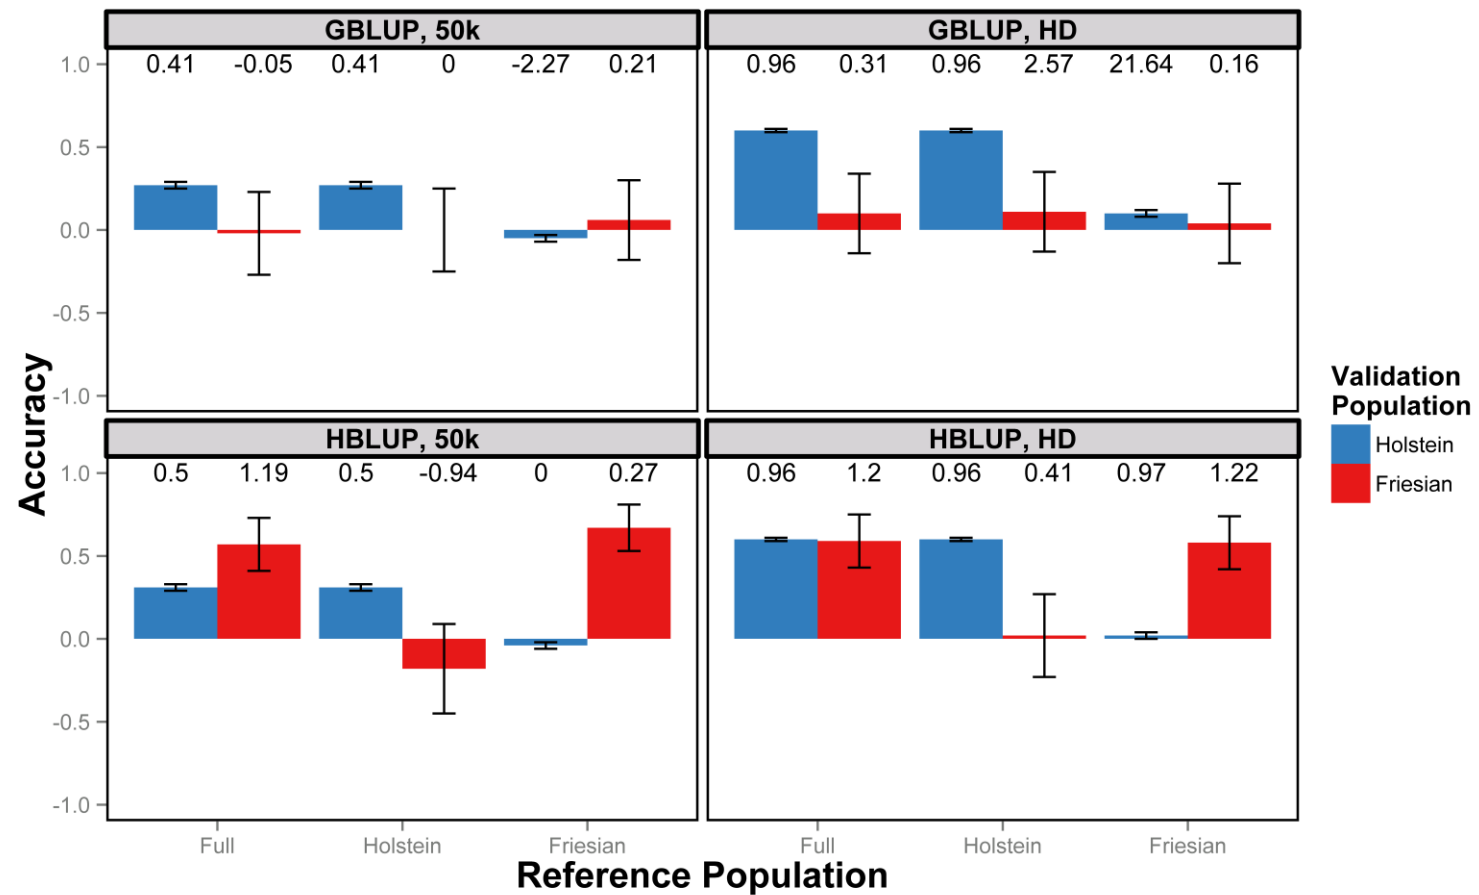 GBLUP, 50k
GBLUP, HD
1.0
0.41 -0.05 0.41 0 -2.27 0.21
0.96 0.31 0.96 2.57 21.64 0.16
0.5
0.0
-0.5
-1.0
HBLUP, 50k
HBLUP, HD
1.0
0.5 1.19 0.5 -0.94 0 0.27
0.96 1.2 0.96 0.41 0.97 1.22
0.5
0.0
-0.5
-1.0
Accuracy
Full Holstein Friesian
Full Holstein Friesian
Reference Population
Validation
Population
Holstein
Friesian